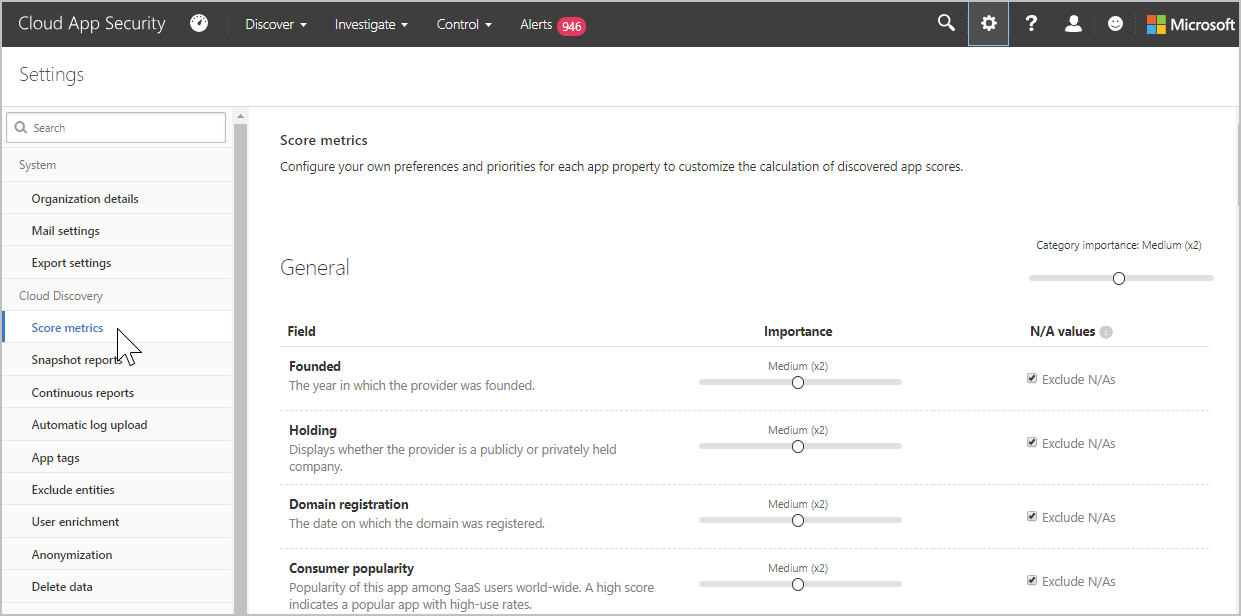 Cloud App Security
Discover
Investigate
Control
Alerts 946
?
Microsoft
Settings
Search
System
Organization details
Mail settings
Export settings
Cloud Discovery
Score metrics
Snapshot reports
Continuous reports
Automatic log upload
App tags
Exclude entities
User enrichment
Anonymization
Delete data
Score metrics
Configure your own preferences and priorities for each app property to customize the calculation of discovered app scores.
General
Category importance: Medium (x2)
Field
Importance
N/A values
Founded
The year in which the provider was founded.
Medium (x2)
Exclude N/As
Holding
Displays whether the provider is a publicly or privately held
company.
Medium (x2)
Exclude N/As
Domain registration
The date on which the domain was registered.
Medium (x2)
Exclude N/As
Consumer popularity
Popularity of this app among SaaS users world-wide. A high score
indicates a popular app with high-use rates.
Medium (x2)
Exclude N/As